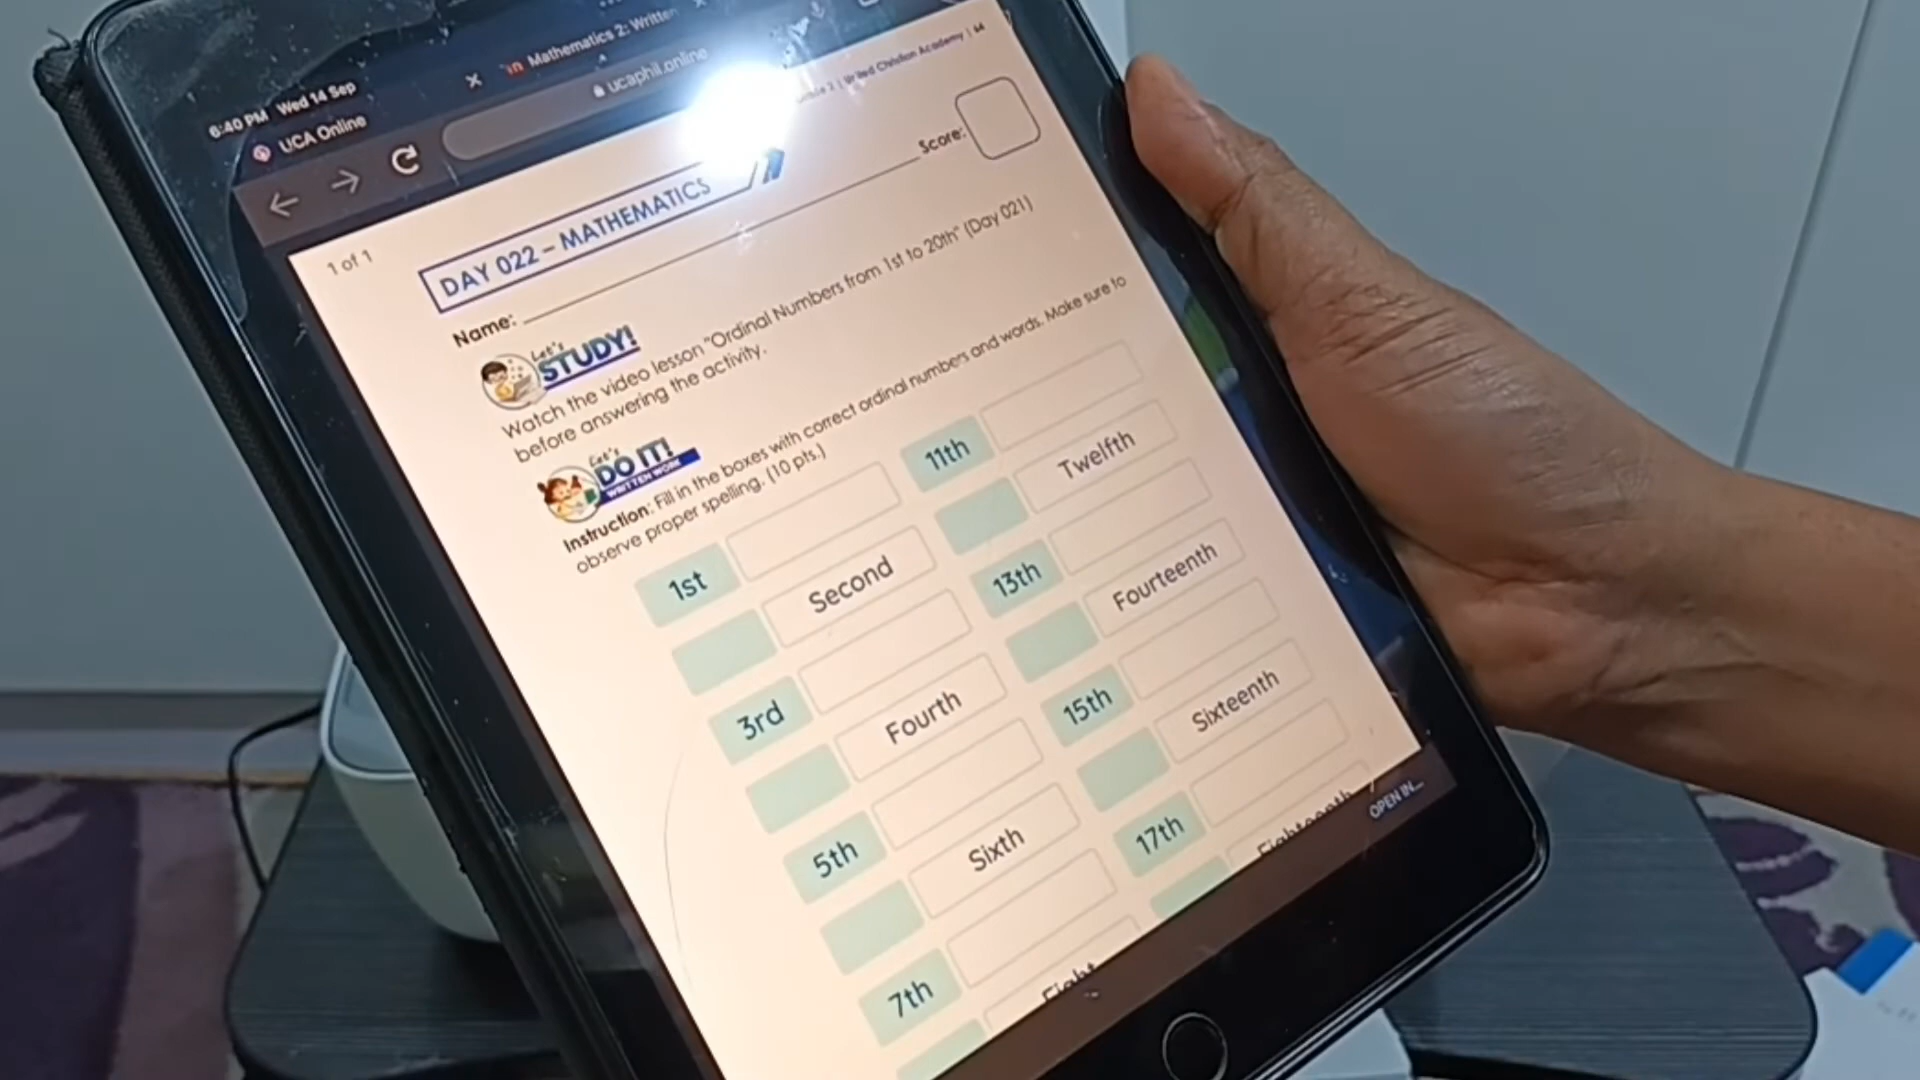 6:40 PM Wed 14 Sep
UCA Online
Mathematics 2: Written
ucaphil.online
1 of 1
2 | United Christian Academy | 64
DAY 022 – MATHEMATICS
Name:
Score:
Let's
STUDY!
Watch the video lesson "Ordinal Numbers from 1st to 20th" (Day 021)
before answering the activity.
Let's
DO IT!
WRITTEN WORK
Instruction: Fill in the boxes with correct ordinal numbers and words. Make sure to
observe proper spelling. (10 pts.)
1st
Second
3rd
Fourth
5th
Sixth
7th
11th
Twelfth
13th
Fourteenth
15th
Sixteenth
17th
Eighteenth
OPEN IN...